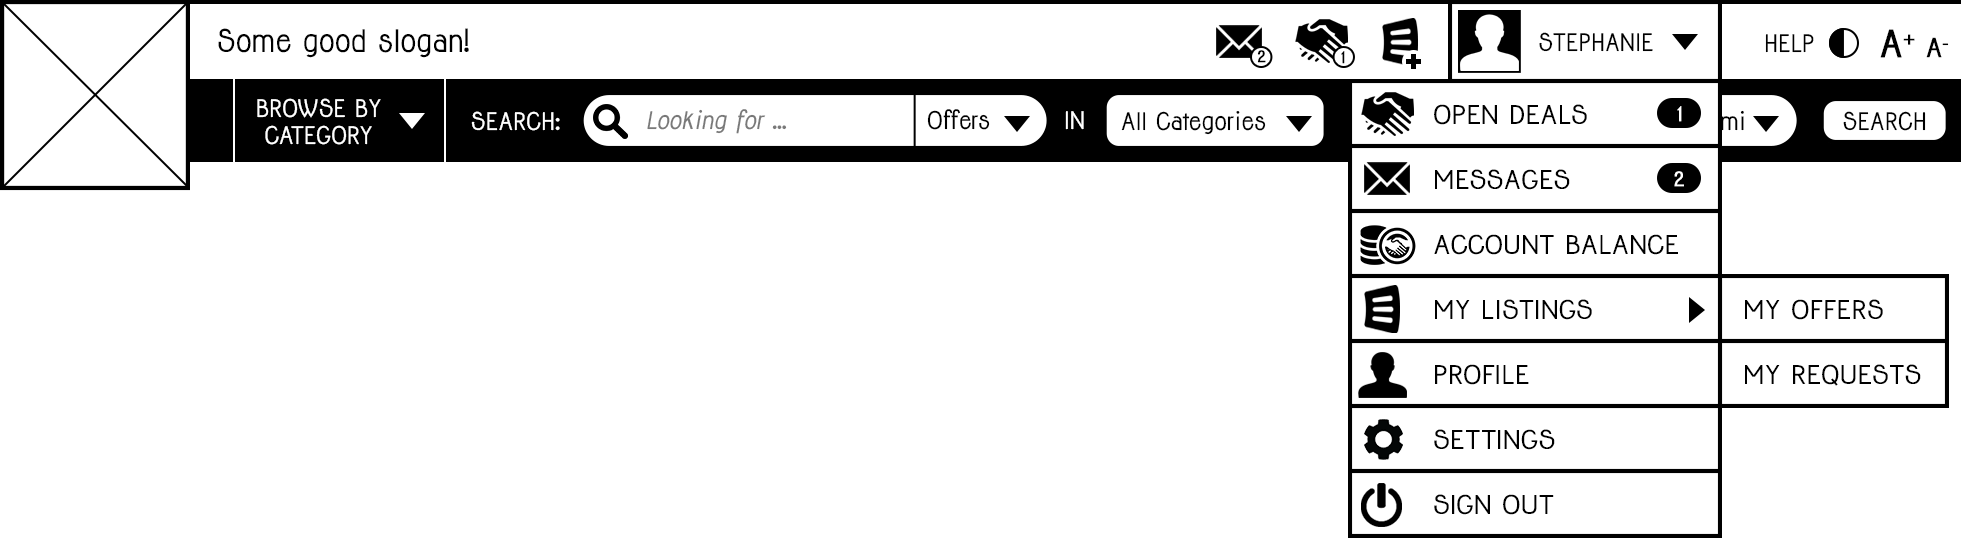 Some good slogan!
2
1
STEPHANIE
HELP
A+ A-
BROWSE BY
CATEGORY
SEARCH:
Looking for ...
Offers
IN
All Categories
mi
SEARCH
OPEN DEALS 1
MESSAGES 2
ACCOUNT BALANCE
MY LISTINGS
MY OFFERS
PROFILE
MY REQUESTS
SETTINGS
SIGN OUT